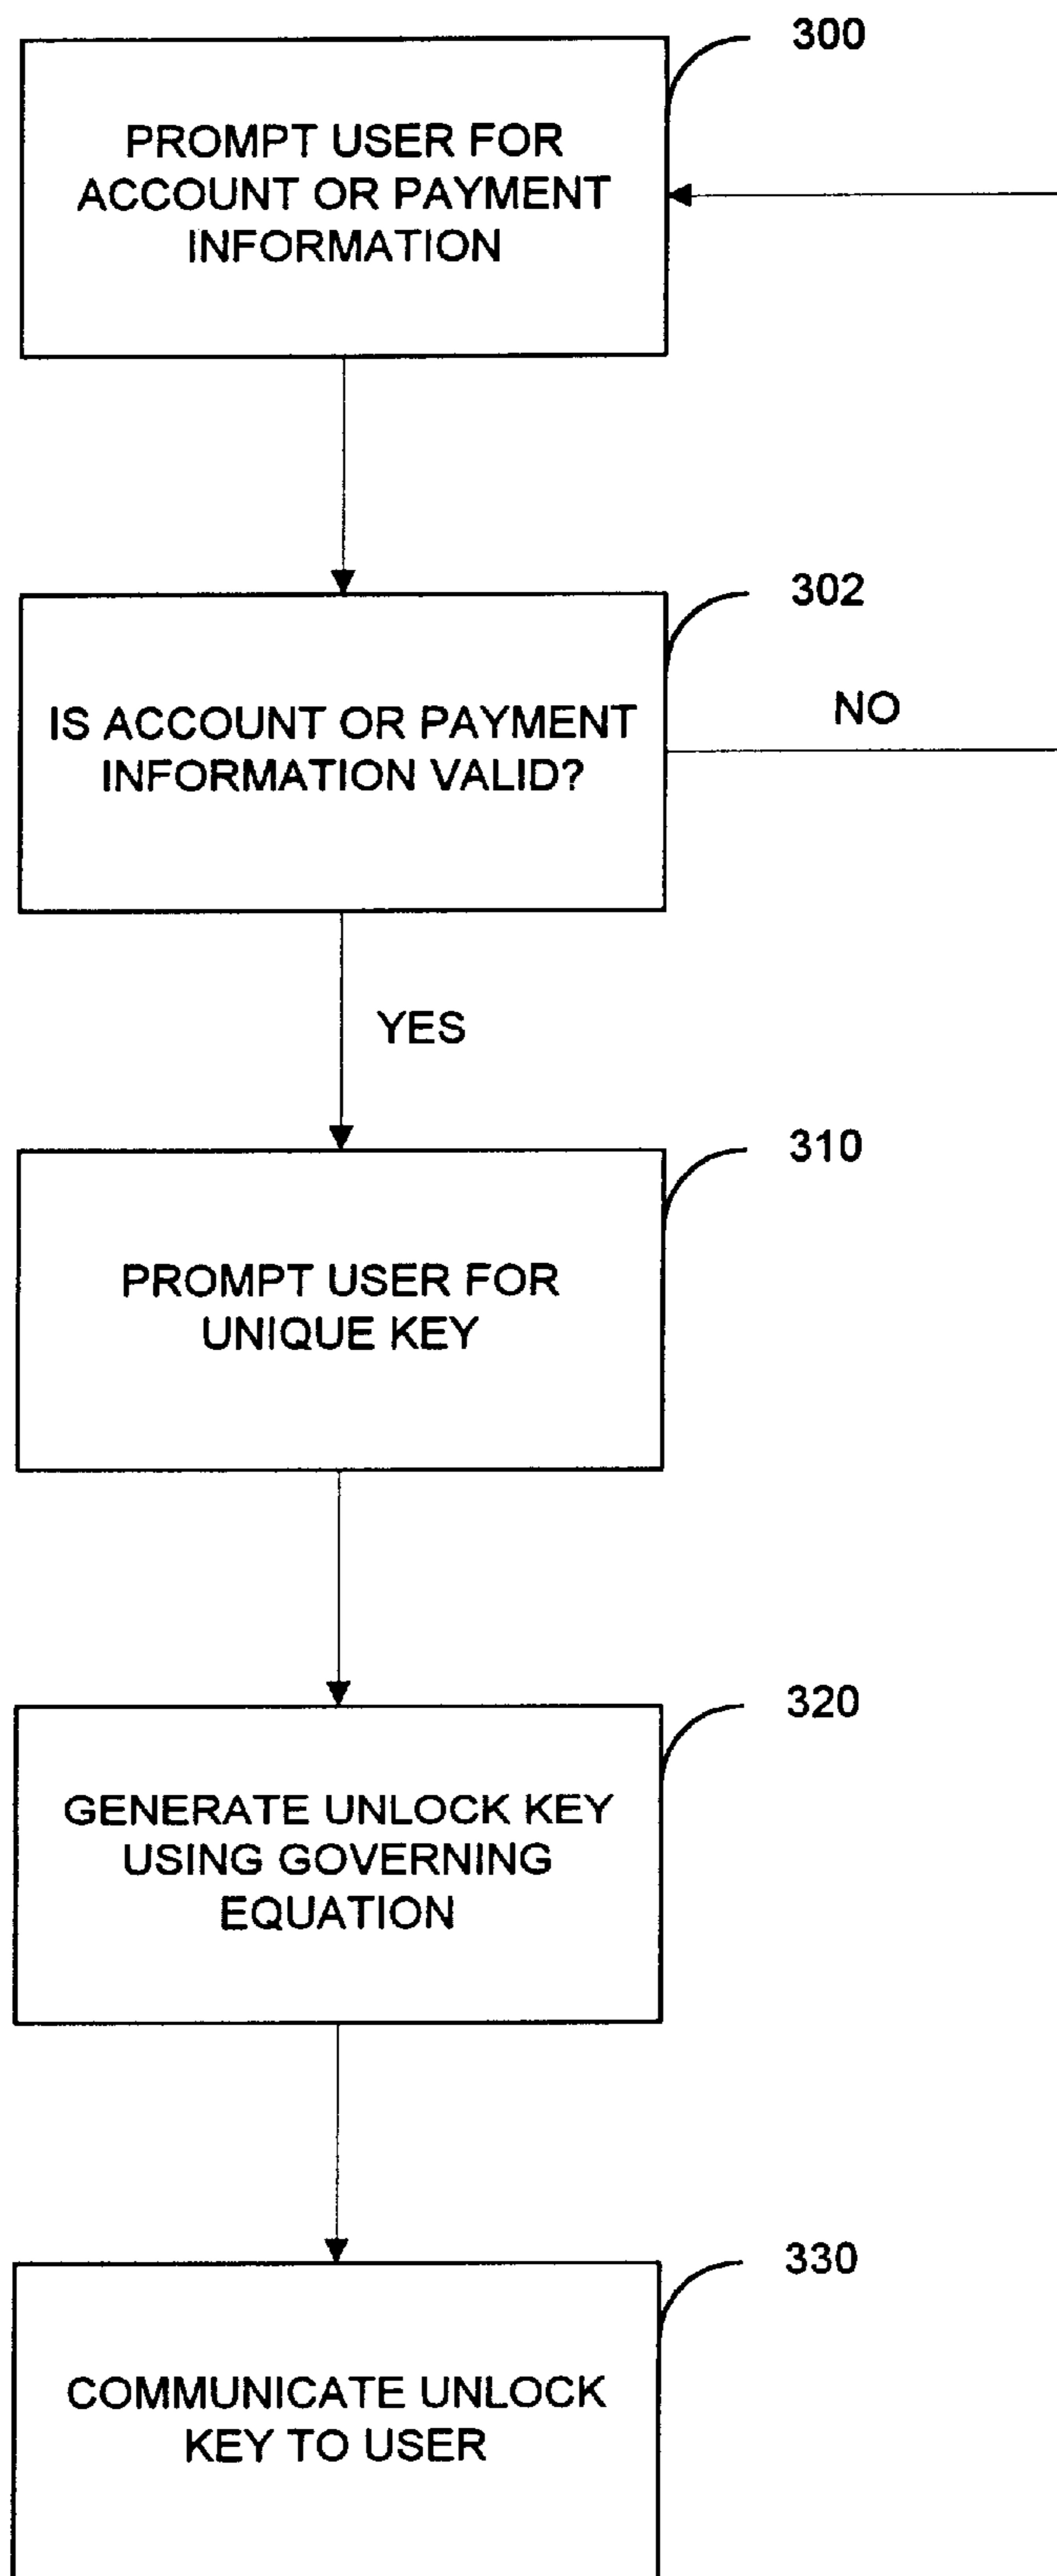 300
PROMPT USER FOR
ACCOUNT OR PAYMENT
INFORMATION
302
IS ACCOUNT OR PAYMENT
INFORMATION VALID?
NO
YES
310
PROMPT USER FOR
UNIQUE KEY
320
GENERATE UNLOCK KEY
USING GOVERNING
EQUATION
330
COMMUNICATE UNLOCK
KEY TO USER